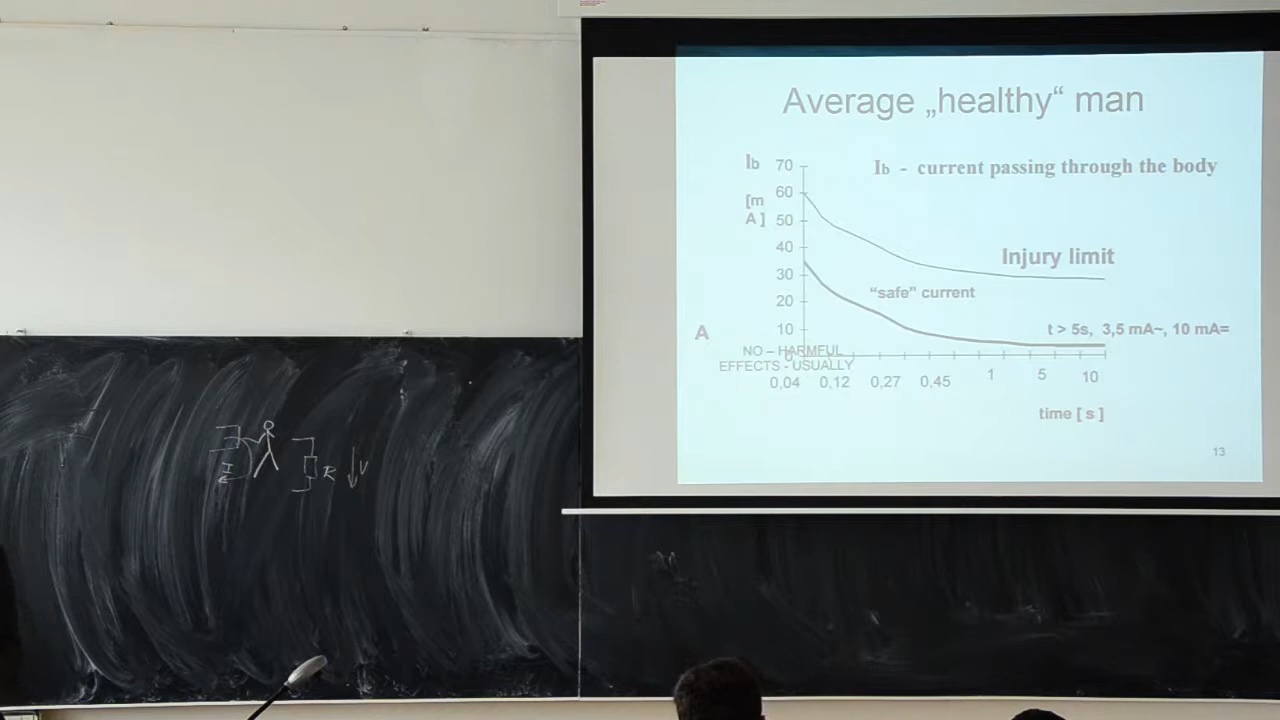 Average „healthy“ man
Ib 70
Ib - current passing through the body
60
[m
A]
50
40
Injury limit
30
"safe" current
20
A
10
t > 5s, 3,5 mA~, 10 mA=
NO – HARMFUL
0
EFFECTS - USUALLY
0,04 0,12 0,27 0,45 1 5 10
time [ s ]
13
I R U